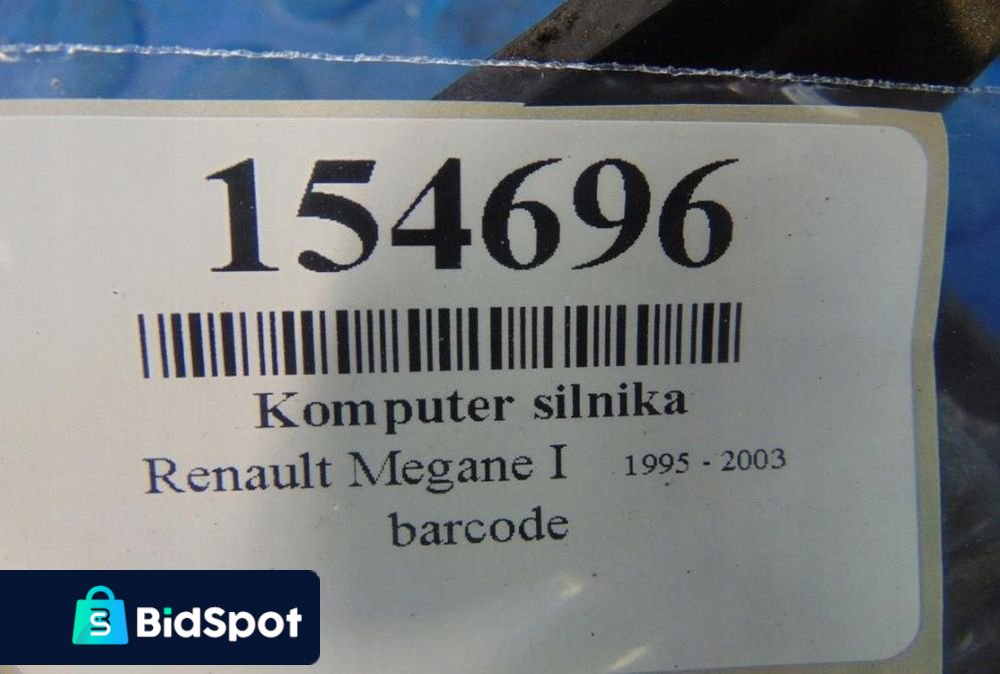 154696
Komputer silnika
Renault Megane I 1995 - 2003
barcode
BidSpot